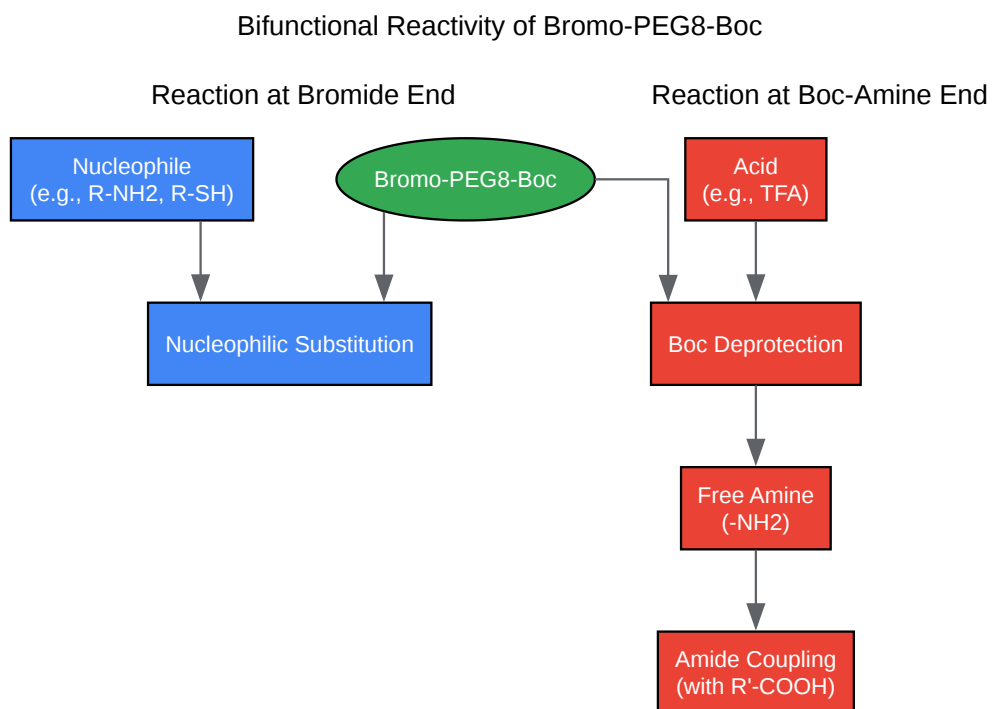 Bifunctional Reactivity of Bromo-PEG8-Boc
Reaction at Bromide End
Reaction at Boc-Amine End
Nucleophile
(e.g., R-NH2, R-SH)
Bromo-PEG8-Boc
Acid
(e.g., TFA)
Nucleophilic Substitution
Boc Deprotection
Free Amine
(-NH2)
Amide Coupling
(with R'-COOH)